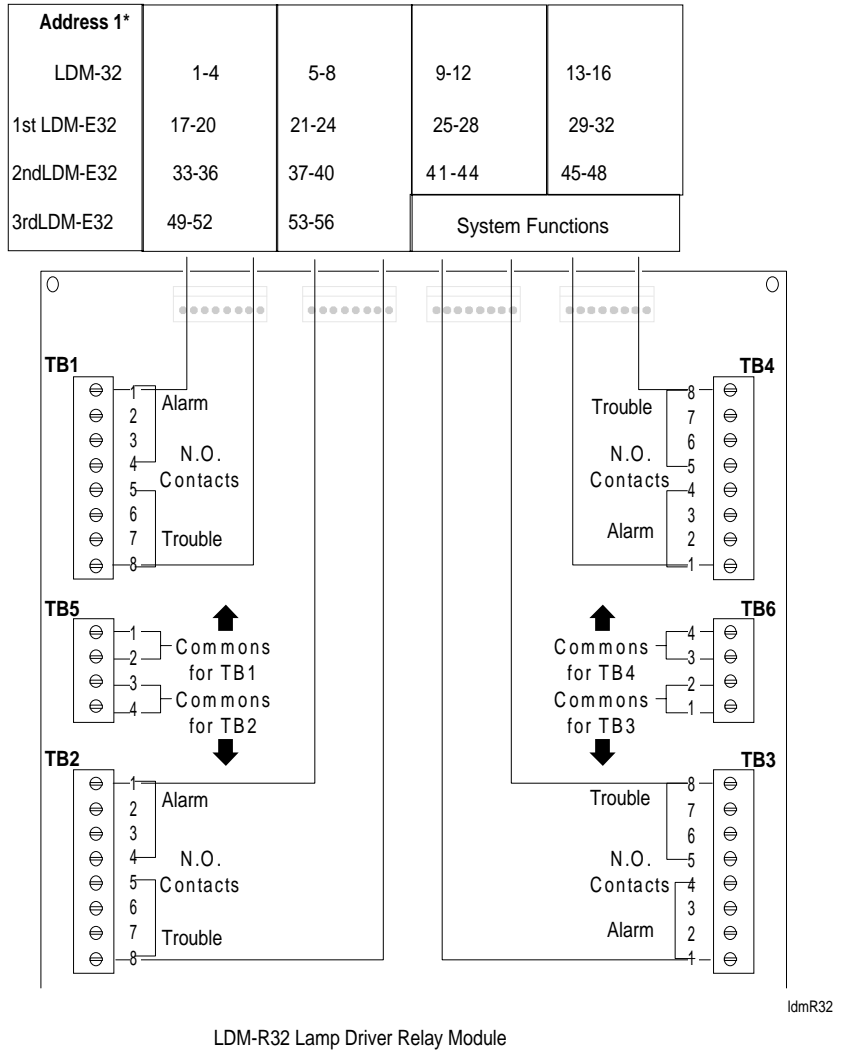 Address 1*
LDM-32 1-4 5-8 9-12 13-16
1st LDM-E32 17-20 21-24 25-28 29-32
2ndLDM-E32 33-36 37-40 41-44 45-48
3rdLDM-E32 49-52 53-56 System Functions
TB1
1
2
3
4
5
6
7
8
Alarm
N.O.
Contacts
Trouble
TB4
8
7
6
5
4
3
2
1
Trouble
N.O.
Contacts
Alarm
TB5
1
2
3
4
Commons
for TB1
Commons
for TB2
TB6
4
3
2
1
Commons
for TB4
Commons
for TB3
TB2
1
2
3
4
5
6
7
8
Alarm
N.O.
Contacts
Trouble
TB3
8
7
6
5
4
3
2
1
Trouble
N.O.
Contacts
Alarm
ldmR32
LDM-R32 Lamp Driver Relay Module